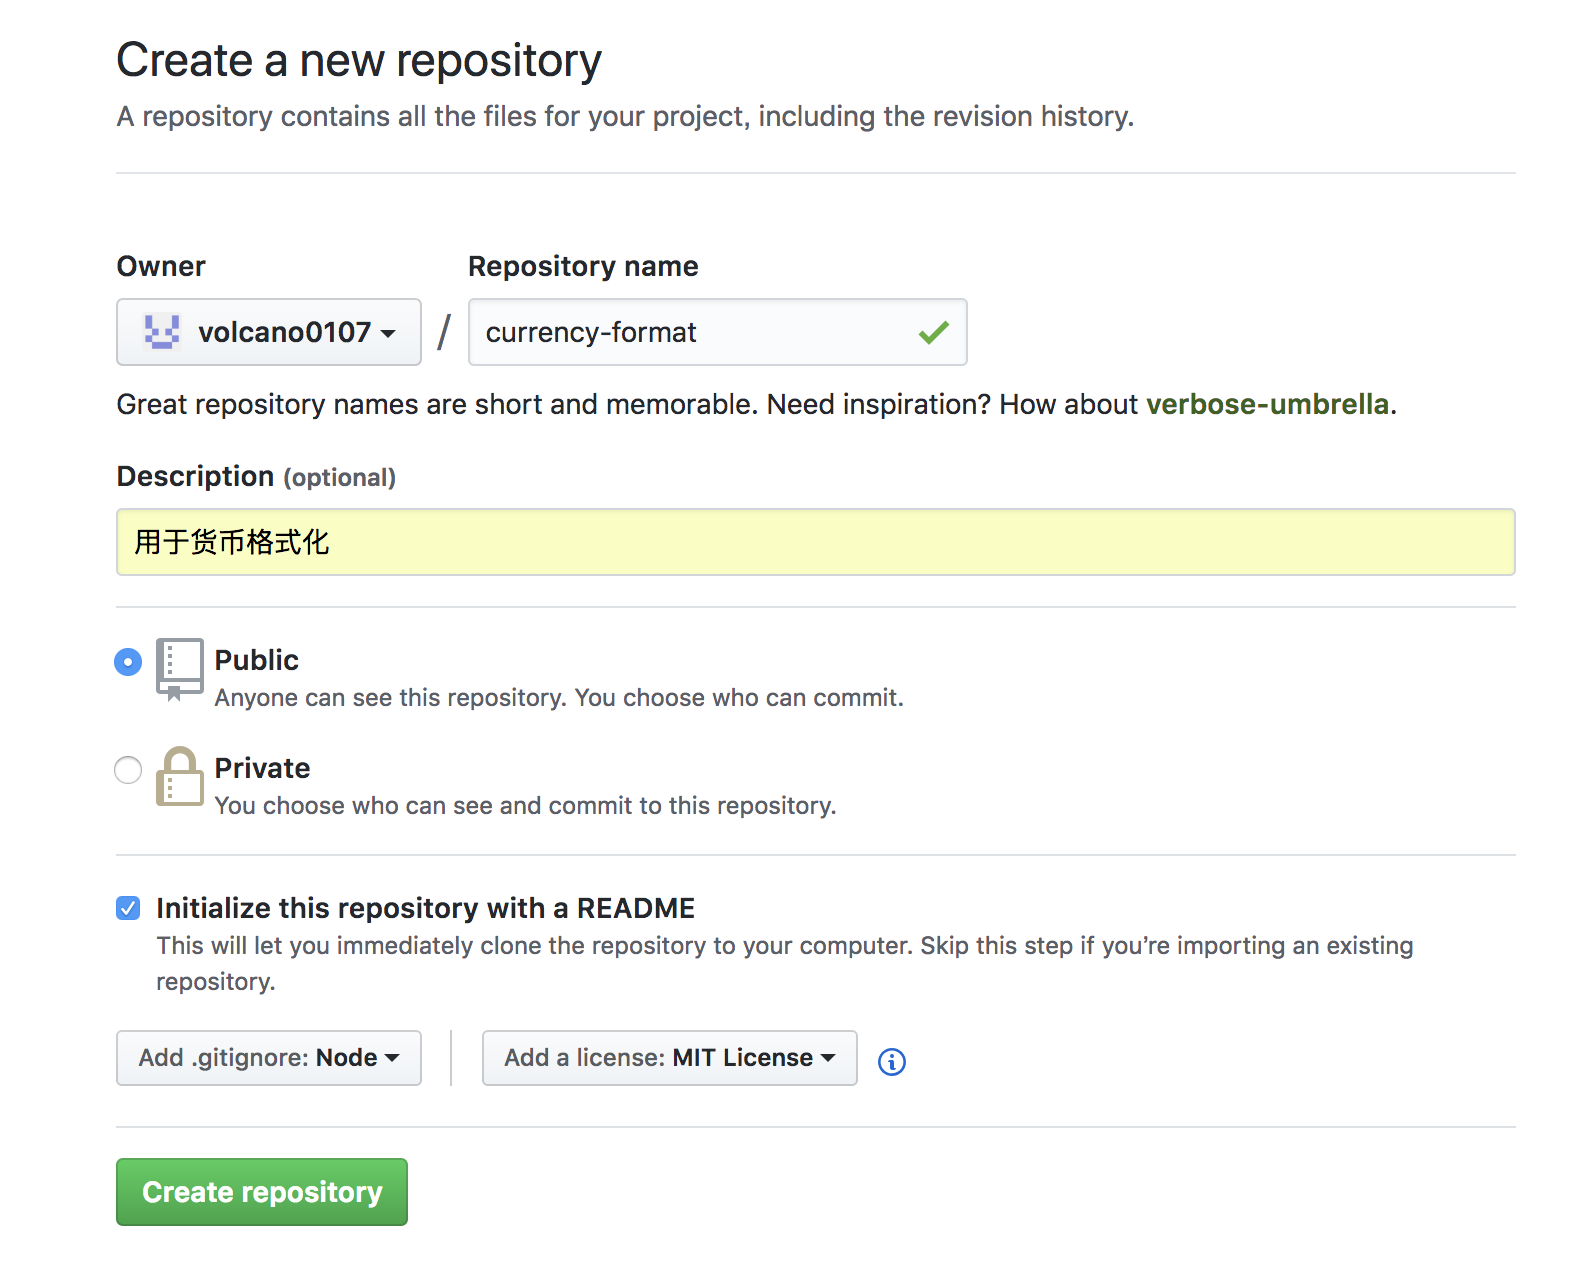 Create a new repository
A repository contains all the files for your project, including the revision history.
Owner
Repository name
volcano0107 / currency-format
Great repository names are short and memorable. Need inspiration? How about verbose-umbrella.
Description (optional)
用于货币格式化
Public
Anyone can see this repository. You choose who can commit.
Private
You choose who can see and commit to this repository.
Initialize this repository with a README
This will let you immediately clone the repository to your computer. Skip this step if you’re importing an existing
repository.
Add .gitignore: Node
Add a license: MIT License
Create repository